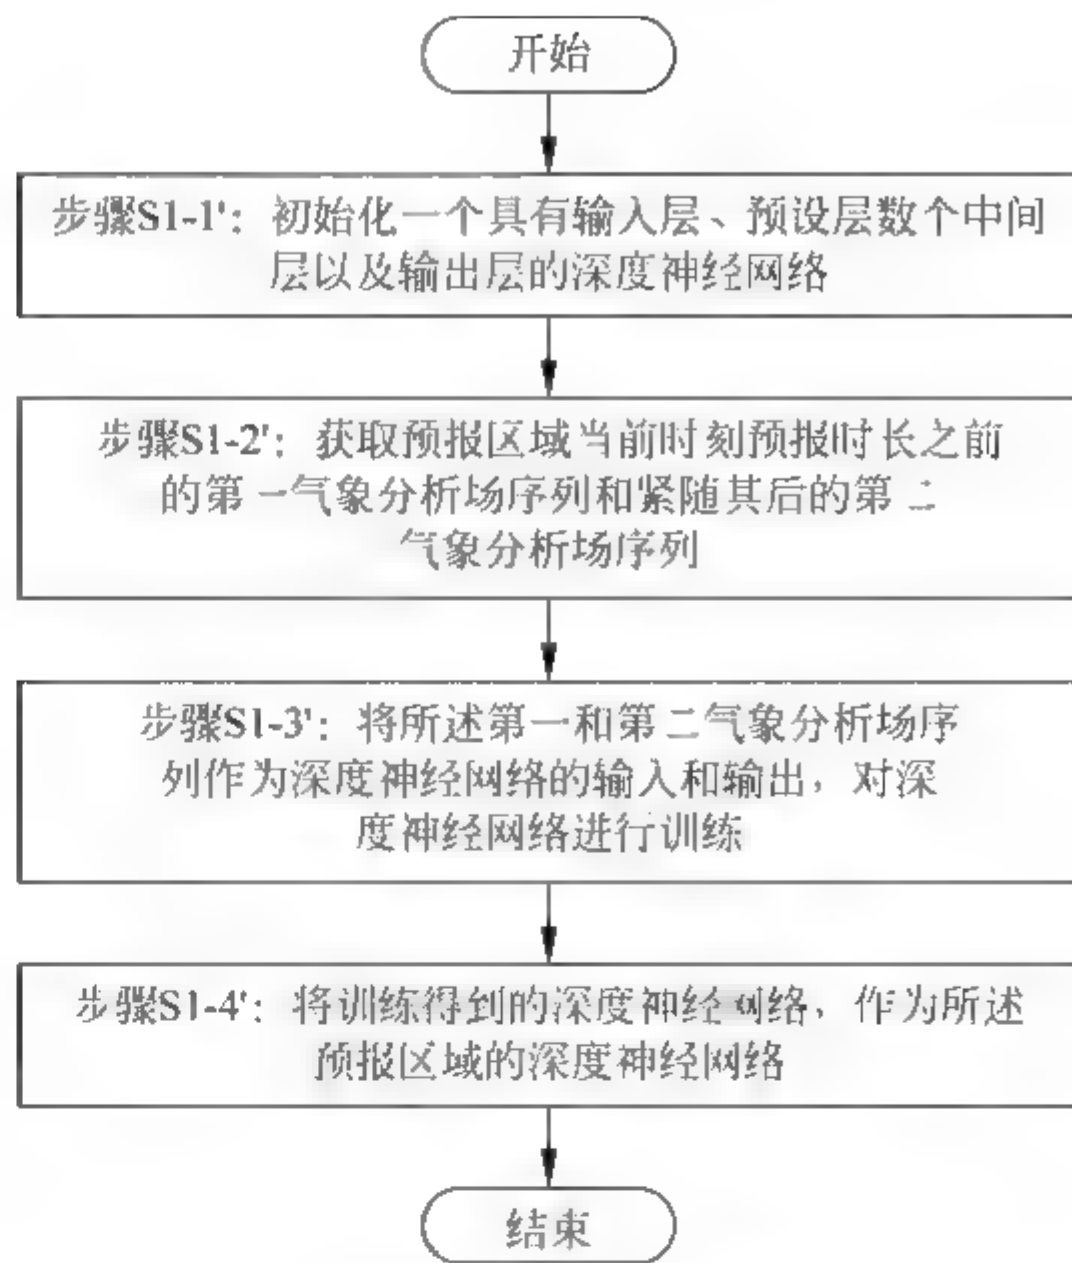 开始
步骤S1-1'：初始化一个具有输入层、预设层数个中间
层以及输出层的深度神经网络
步骤S1-2'：获取预报区域当前时刻预报时长之前
的第一气象分析场序列和紧随其后的第二
气象分析场序列
步骤S1-3'：将所述第一和第二气象分析场序
列作为深度神经网络的输入和输出，对深
度神经网络进行训练
步骤S1-4'：将训练得到的深度神经网络，作为所述
预报区域的深度神经网络
结束